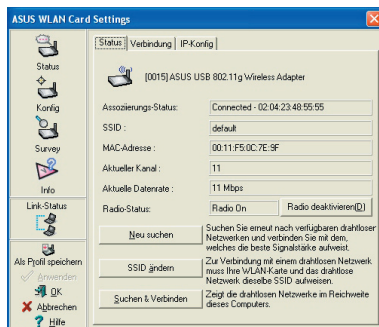 ASUS WLAN Card Settings
Status
Konfig
Survey
Info
Link-Status
Als Profil speichern
Anwenden
OK
Abbrechen
Hilfe
Status Verbindung IP-Konfig
[0015] ASUS USB 802.11g Wireless Adapter
Assoziierungs-Status: Connected - 02:04:23:48:55:55
SSID : default
MAC-Adresse : 00:11:F5:0C:7E:9F
Aktueller Kanal : 11
Aktuelle Datenrate : 11 Mbps
Radio-Status: Radio On Radio deaktivieren(D)
Neu suchen
Suchen Sie erneut nach verfügbaren drahtloser
Netzwerken und verbinden Sie mit dem,
welches die beste Signalstärke aufweist.
SSID ändern
Zur Verbindung mit einem drahtlosen Netzwerk
muss Ihre WLAN-Karte und das drahtlose
Netzwerk dieselbe SSID aufweisen.
Suchen & Verbinden
Zeigt die drahtlosen Netzwerke im Reichweite
dieses Computers.